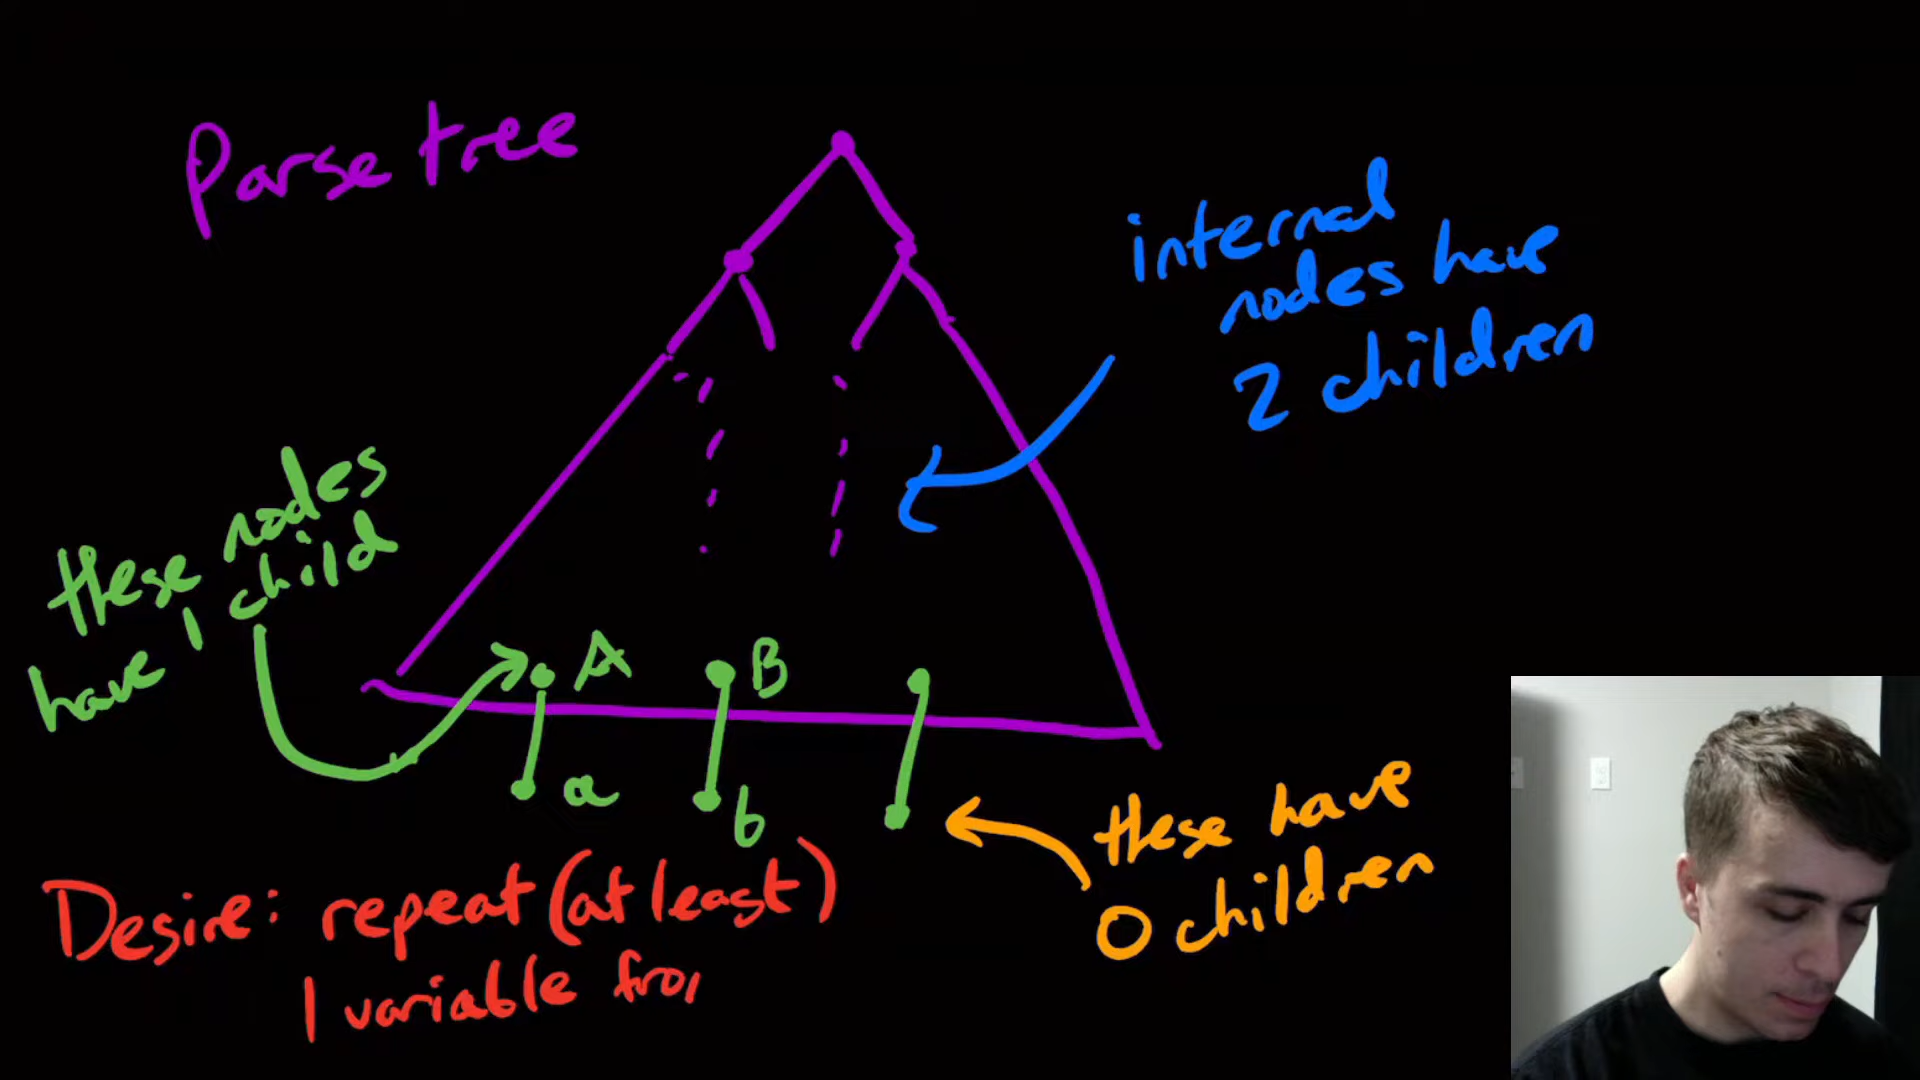 Parse tree
internal
nodes have
2 children
these nodes
have 1 child
A
B
a
b
these have
0 children
Desire: repeat (at least)
1 variable fro